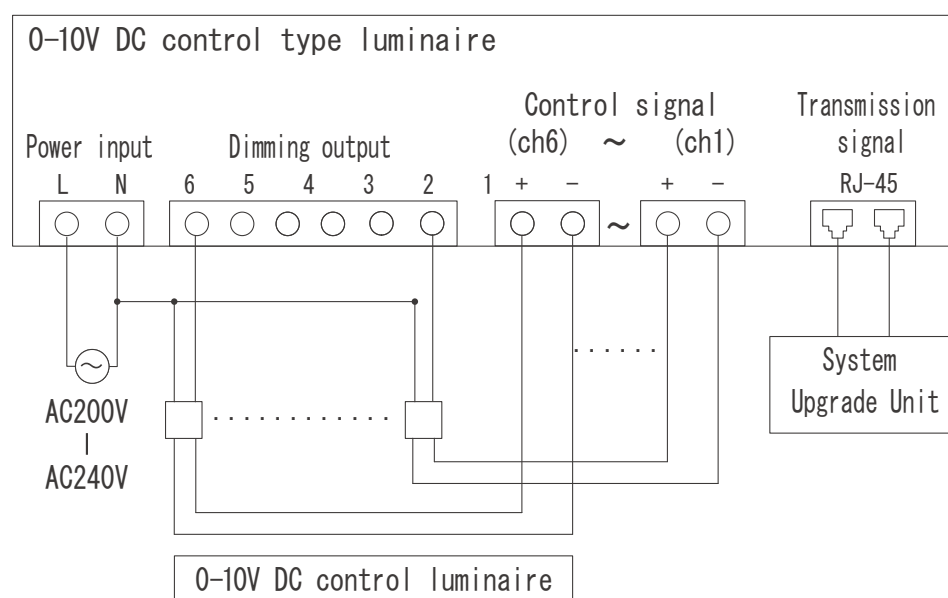 0-10V DC control type luminaire
Control signal
Transmission
Power input
Dimming output
(ch6) ~ (ch1)
signal
L N 6 5 4 3 2 1 + - + - RJ-45
~
~
......
............
AC200V
|
AC240V
System
Upgrade Unit
0-10V DC control luminaire